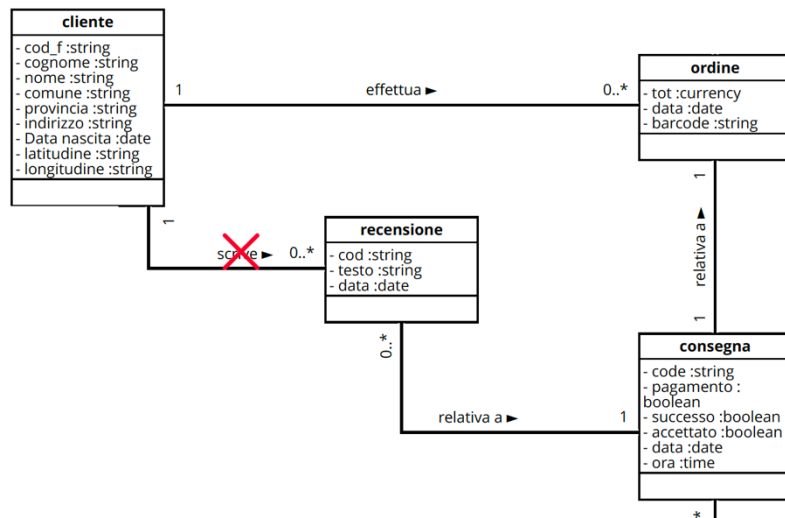 cliente
- cod_f :string
- cognome :string
- nome :string
- comune :string
- provincia :string
- indirizzo :string
- Data nascita :date
- latitudine :string
- longitudine :string
1
effettua ►
0..*
ordine
- tot :currency
- data :date
- barcode :string
1
scrive ►
0..*
recensione
- cod :string
- testo :string
- data :date
1
relativa a ►
1
0..*
relativa a ►
1
consegna
- code :string
- pagamento :
boolean
- successo :boolean
- accettato :boolean
- data :date
- ora :time
*